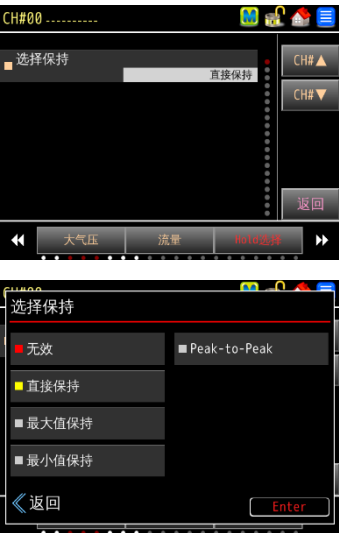 CH#00 ----------
M
选择保持
直接保持
CH#▲
CH#▼
返回
大气压 流量 Hold选择
选择保持
无效
Peak-to-Peak
直接保持
最大值保持
最小值保持
返回
Enter